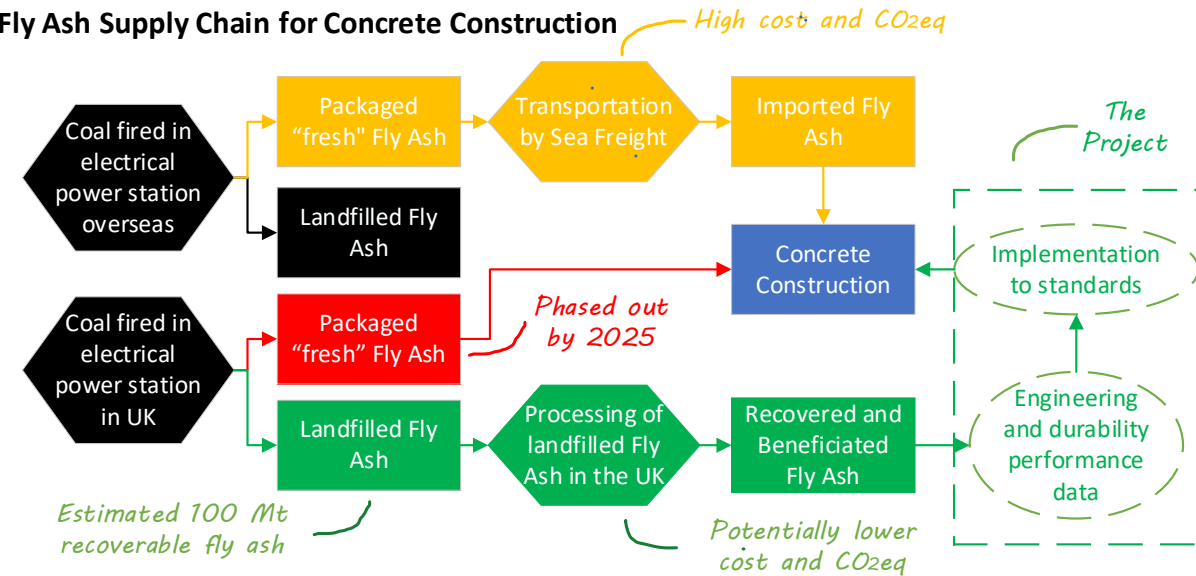 Fly Ash Supply Chain for Concrete Construction
High cost and CO2eq
Coal fired in
electrical
power station
overseas
Packaged
“fresh" Fly Ash
Transportation
by Sea Freight
Imported Fly
Ash
The
Project
Landfilled Fly
Ash
Concrete
Construction
Implementation
to standards
Coal fired in
electrical
power station
in UK
Packaged
“fresh” Fly Ash
Phased out
by 2025
Landfilled Fly
Ash
Processing of
landfilled Fly
Ash in the UK
Recovered and
Beneficiated
Fly Ash
Engineering
and durability
performance
data
Estimated 100 Mt
recoverable fly ash
Potentially lower
cost and CO2eq